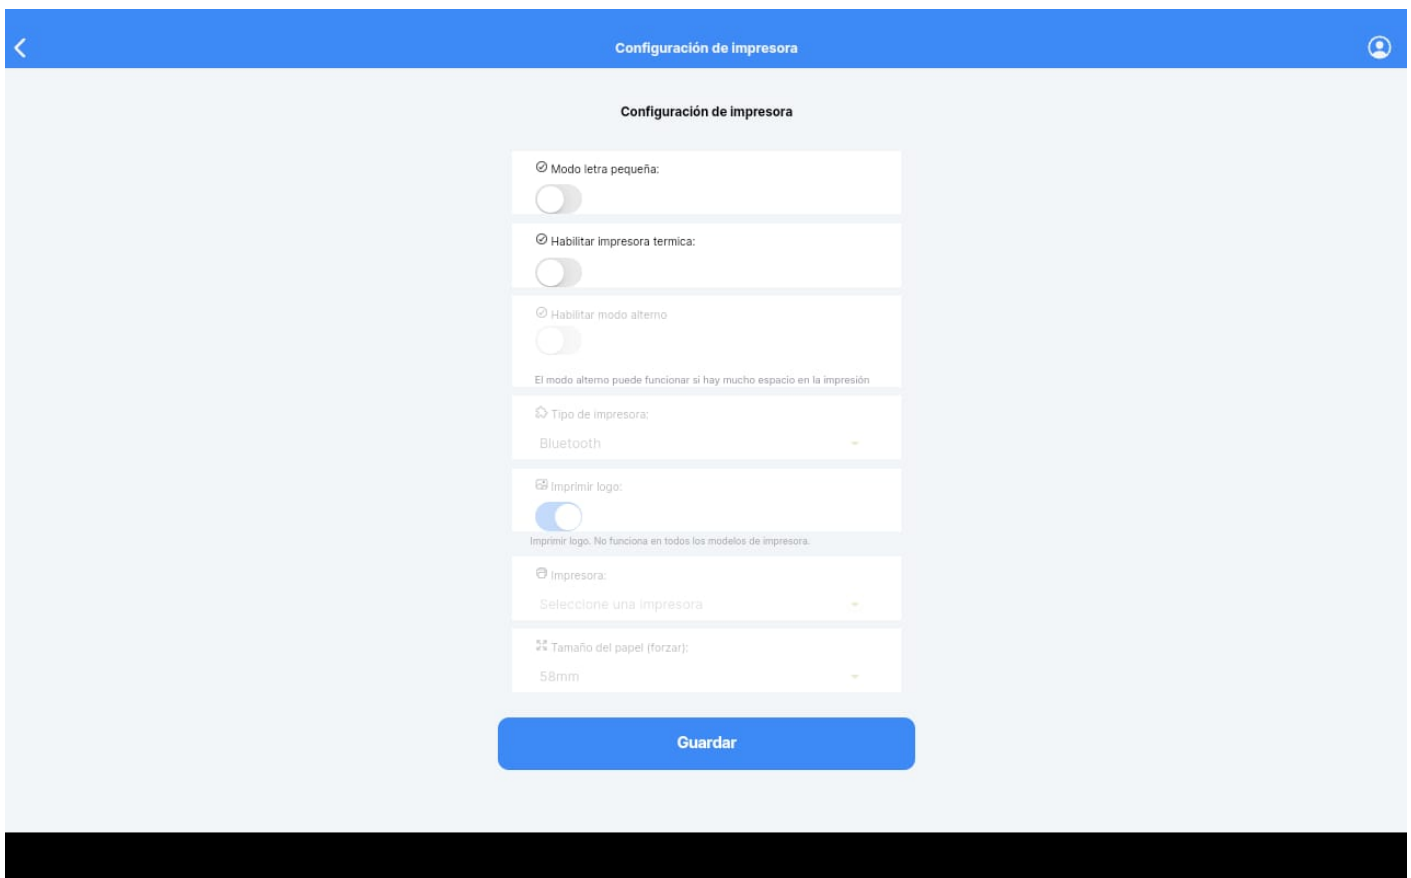 Configuración de impresora
Configuración de impresora
Modo letra pequeña:
Habilitar impresora termica:
Habilitar modo alterno
El modo alterno puede funcionar si hay mucho espacio en la impresión
Tipo de impresora:
Bluetooth
Imprimir logo:
Imprimir logo. No funciona en todos los modelos de impresora.
Impresora:
Seleccione una impresora
Tamaño del papel (forzar):
58mm
Guardar